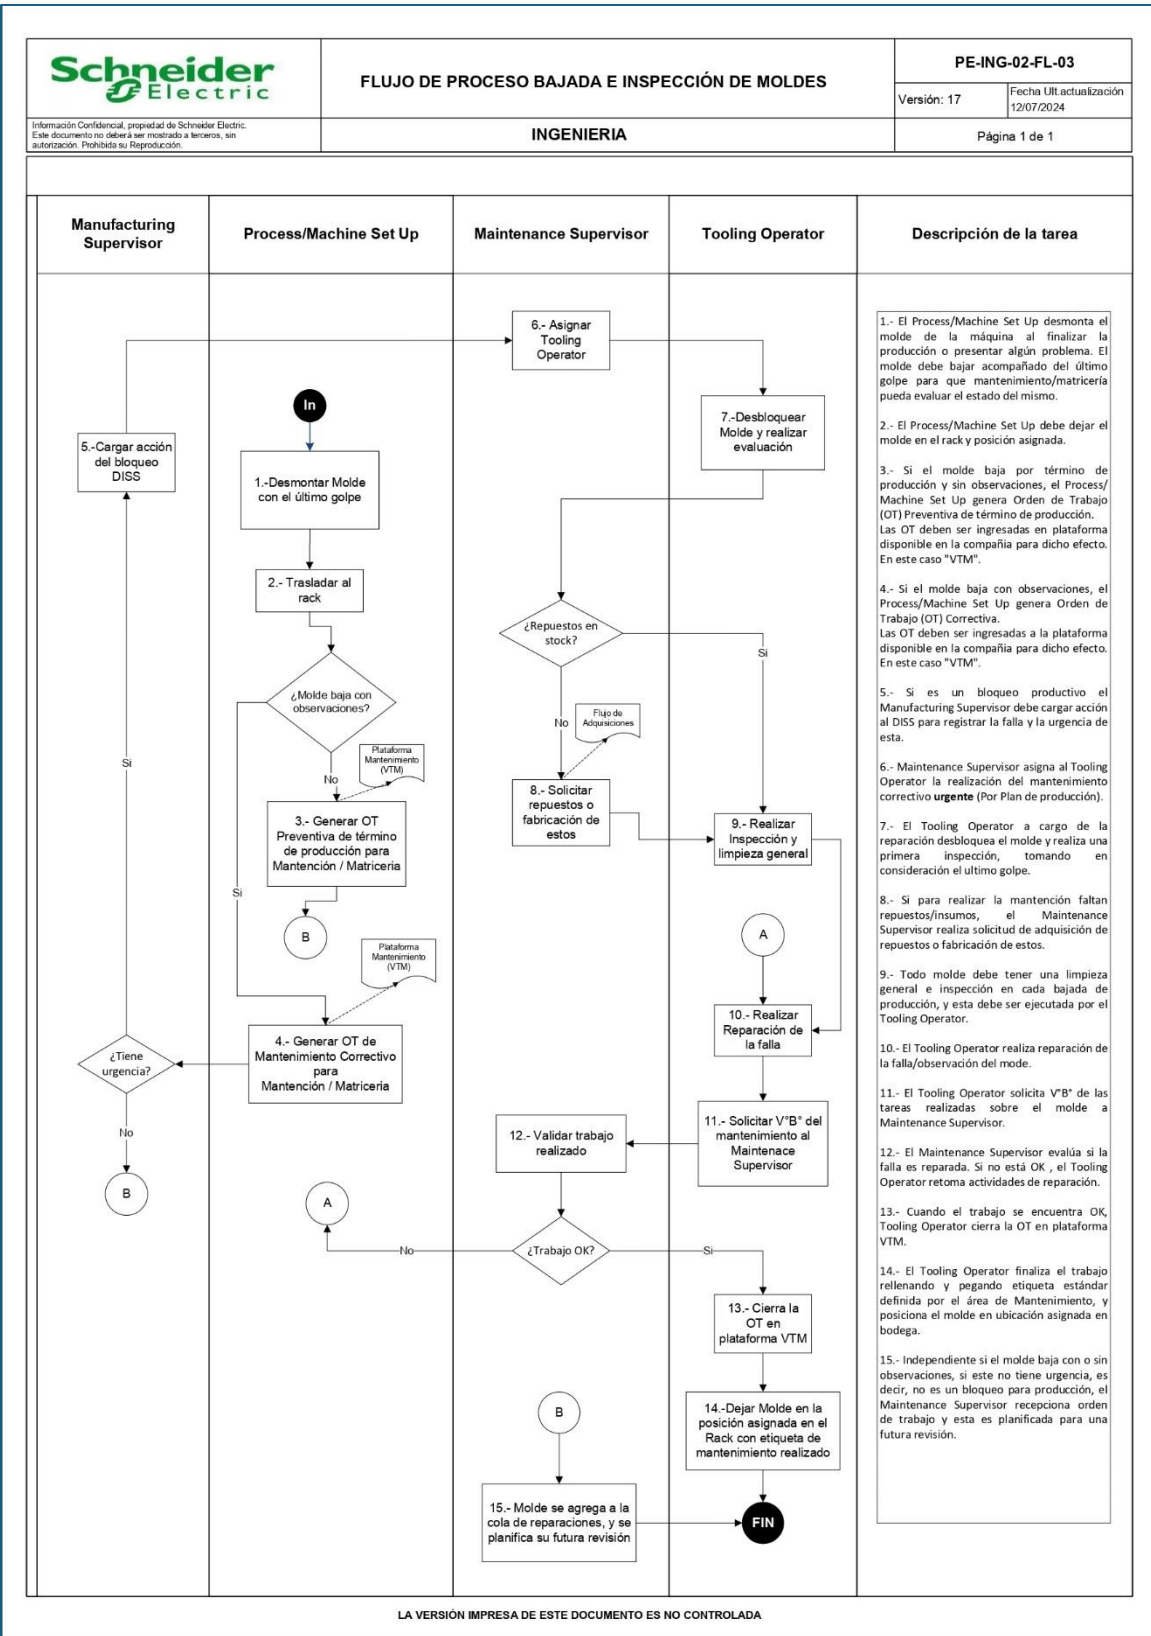 Schneider
Electric
FLUJO DE PROCESO BAJADA E INSPECCIÓN DE MOLDES
PE-ING-02-FL-03
Versión: 17
Fecha Ult.actualización
12/07/2024
Información Confidencial, propiedad de Schneider Electric.
Este documento no deberá ser mostrado a terceros, sin
autorización. Prohibida su Reproducción.
INGENIERIA
Página 1 de 1
Manufacturing
Supervisor
Process/Machine Set Up
Maintenance Supervisor
Tooling Operator
Descripción de la tarea
6.- Asignar
Tooling
Operator
In
5.-Cargar acción
del bloqueo
DISS
1.-Desmontar Molde
con el último golpe
7.-Desbloquear
Molde y realizar
evaluación
2.- Trasladar al
rack
¿Repuestos en
stock?
Si
¿Molde baja con
observaciones?
No
Flujo de
Adquisiciones
Plataforma
Mantenimiento
(VTM)
Si
No
8.- Solicitar
repuestos o
fabricación de
estos
3.- Generar OT
Preventiva de término
de producción para
Mantención / Matriceria
9.- Realizar
Inspección y
limpieza general
Si
B
A
Plataforma
Mantenimiento
(VTM)
10.- Realizar
Reparación de
la falla
4.- Generar OT de
Mantenimiento Correctivo
para
Mantención / Matriceria
¿Tiene
urgencia?
No
B
11.- Solicitar V°B° del
mantenimiento al
Maintenace
Supervisor
12.- Validar trabajo
realizado
A
No
¿Trabajo OK?
Si
13.- Cierra la
OT en
plataforma VTM
B
14.-Dejar Molde en la
posición asignada en el
Rack con etiqueta de
mantenimiento realizado
15.- Molde se agrega a la
cola de reparaciones, y se
planifica su futura revisión
FIN
1.- El Process/Machine Set Up desmonta el
molde de la máquina al finalizar la
producción o presentar algún problema. El
molde debe bajar acompañado del último
golpe para que mantenimiento/matricería
pueda evaluar el estado del mismo.
2.- El Process/Machine Set Up debe dejar el
molde en el rack y posición asignada.
3.- Si el molde baja por término de
producción y sin observaciones, el Process/
Machine Set Up genera Orden de Trabajo
(OT) Preventiva de término de producción.
Las OT deben ser ingresadas en plataforma
disponible en la compañia para dicho efecto.
En este caso "VTM".
4.- Si el molde baja con observaciones, el
Process/Machine Set Up genera Orden de
Trabajo (OT) Correctiva.
Las OT deben ser ingresadas a la plataforma
disponible en la compañia para dicho efecto.
En este caso "VTM".
5.- Si es un bloqueo productivo el
Manufacturing Supervisor debe cargar acción
al DISS para registrar la falla y la urgencia de
esta.
6.- Maintenance Supervisor asigna al Tooling
Operator la realización del mantenimiento
correctivo urgente (Por Plan de producción).
7.- El Tooling Operator a cargo de la
reparación desbloquea el molde y realiza una
primera inspección, tomando en
consideración el ultimo golpe.
8.- Si para realizar la mantención faltan
repuestos/insumos, el Maintenance
Supervisor realiza solicitud de adquisición de
repuestos o fabricación de estos.
9.- Todo molde debe tener una limpieza
general e inspección en cada bajada de
producción, y esta debe ser ejecutada por el
Tooling Operator.
10.- El Tooling Operator realiza reparación de
la falla/observación del mode.
11.- El Tooling Operator solicita V°B° de las
tareas realizadas sobre el molde a
Maintenance Supervisor.
12.- El Maintenance Supervisor evalúa si la
falla es reparada. Si no está OK , el Tooling
Operator retoma actividades de reparación.
13.- Cuando el trabajo se encuentra OK,
Tooling Operator cierra la OT en plataforma
VTM.
14.- El Tooling Operator finaliza el trabajo
rellenando y pegando etiqueta estándar
definida por el área de Mantenimiento, y
posiciona el molde en ubicación asignada en
bodega.
15.- Independiente si el molde baja con o sin
observaciones, si este no tiene urgencia, es
decir, no es un bloqueo para producción, el
Maintenance Supervisor recepciona orden
de trabajo y esta es planificada para una
futura revisión.
LA VERSIÓN IMPRESA DE ESTE DOCUMENTO ES NO CONTROLADA